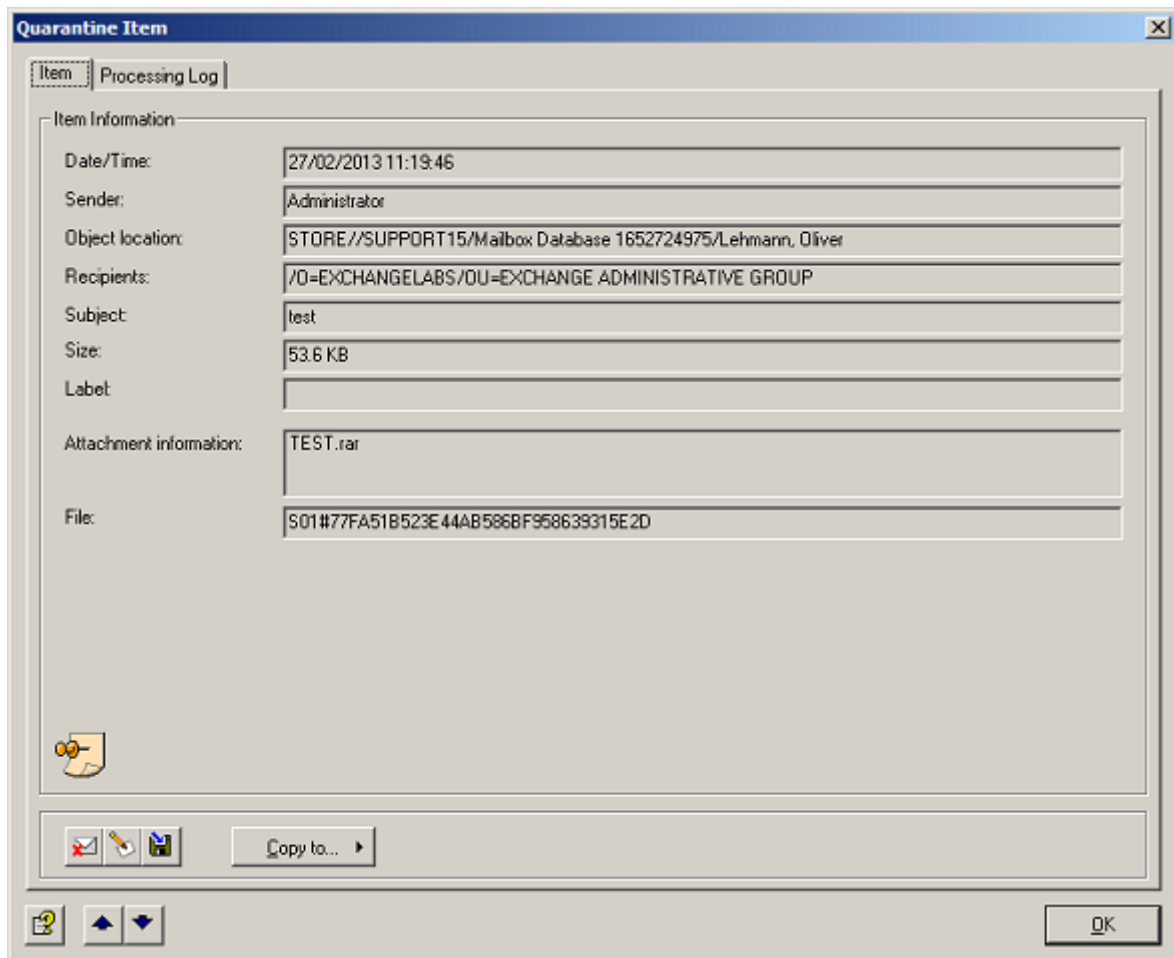 Quarantine Item
Item Processing Log
Item Information
Date/Time: 27/02/2013 11:19:46
Sender: Administrator
Object location: STORE//SUPPORT15/Mailbox Database 1652724975/Lehmann, Oliver
Recipients: /O=EXCHANGELABS/OU=EXCHANGE ADMINISTRATIVE GROUP
Subject: test
Size: 53.6 KB
Label:
Attachment information: TEST.rar
File: S01#77FA51B523E44AB586BF958639315E2D
Copy to...
OK